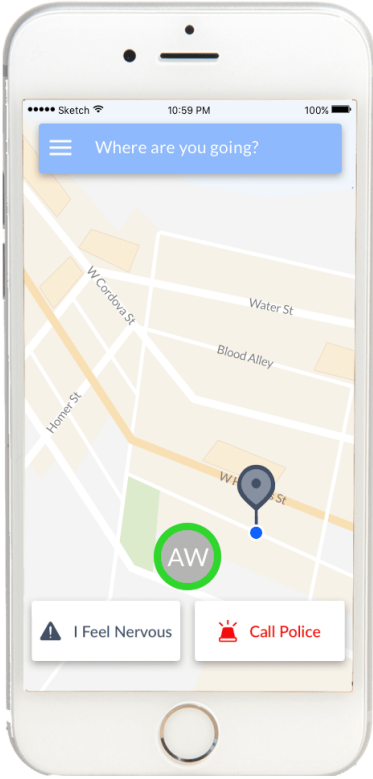 Sketch 10:59 PM 100%
Where are you going?
W Cordova St
Water St
Blood Alley
Homer St
W H s St
AW
I Feel Nervous
Call Police